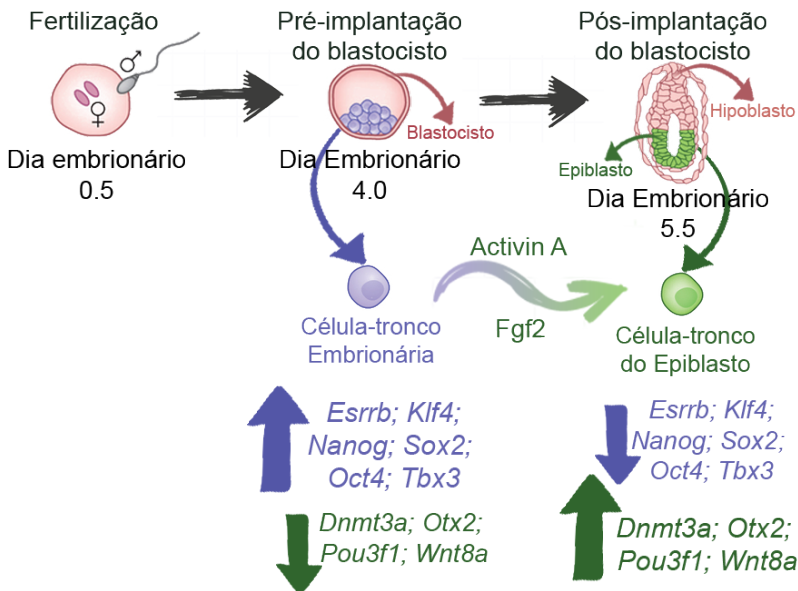 Fertilização
♂
♀
Dia embrionário
0.5
Pré-implantação
do blastocisto
Blastocisto
Dia Embrionário
4.0
Pós-implantação
do blastocisto
Hipoblasto
Epiblasto
Dia Embrionário
5.5
Activin A
Fgf2
Célula-tronco
Embrionária
Célula-tronco
do Epiblasto
Esrrb; Klf4;
Nanog; Sox2;
Oct4; Tbx3
Dnmt3a; Otx2;
Pou3f1; Wnt8a
Esrrb; Klf4;
Nanog; Sox2;
Oct4; Tbx3
Dnmt3a; Otx2;
Pou3f1; Wnt8a